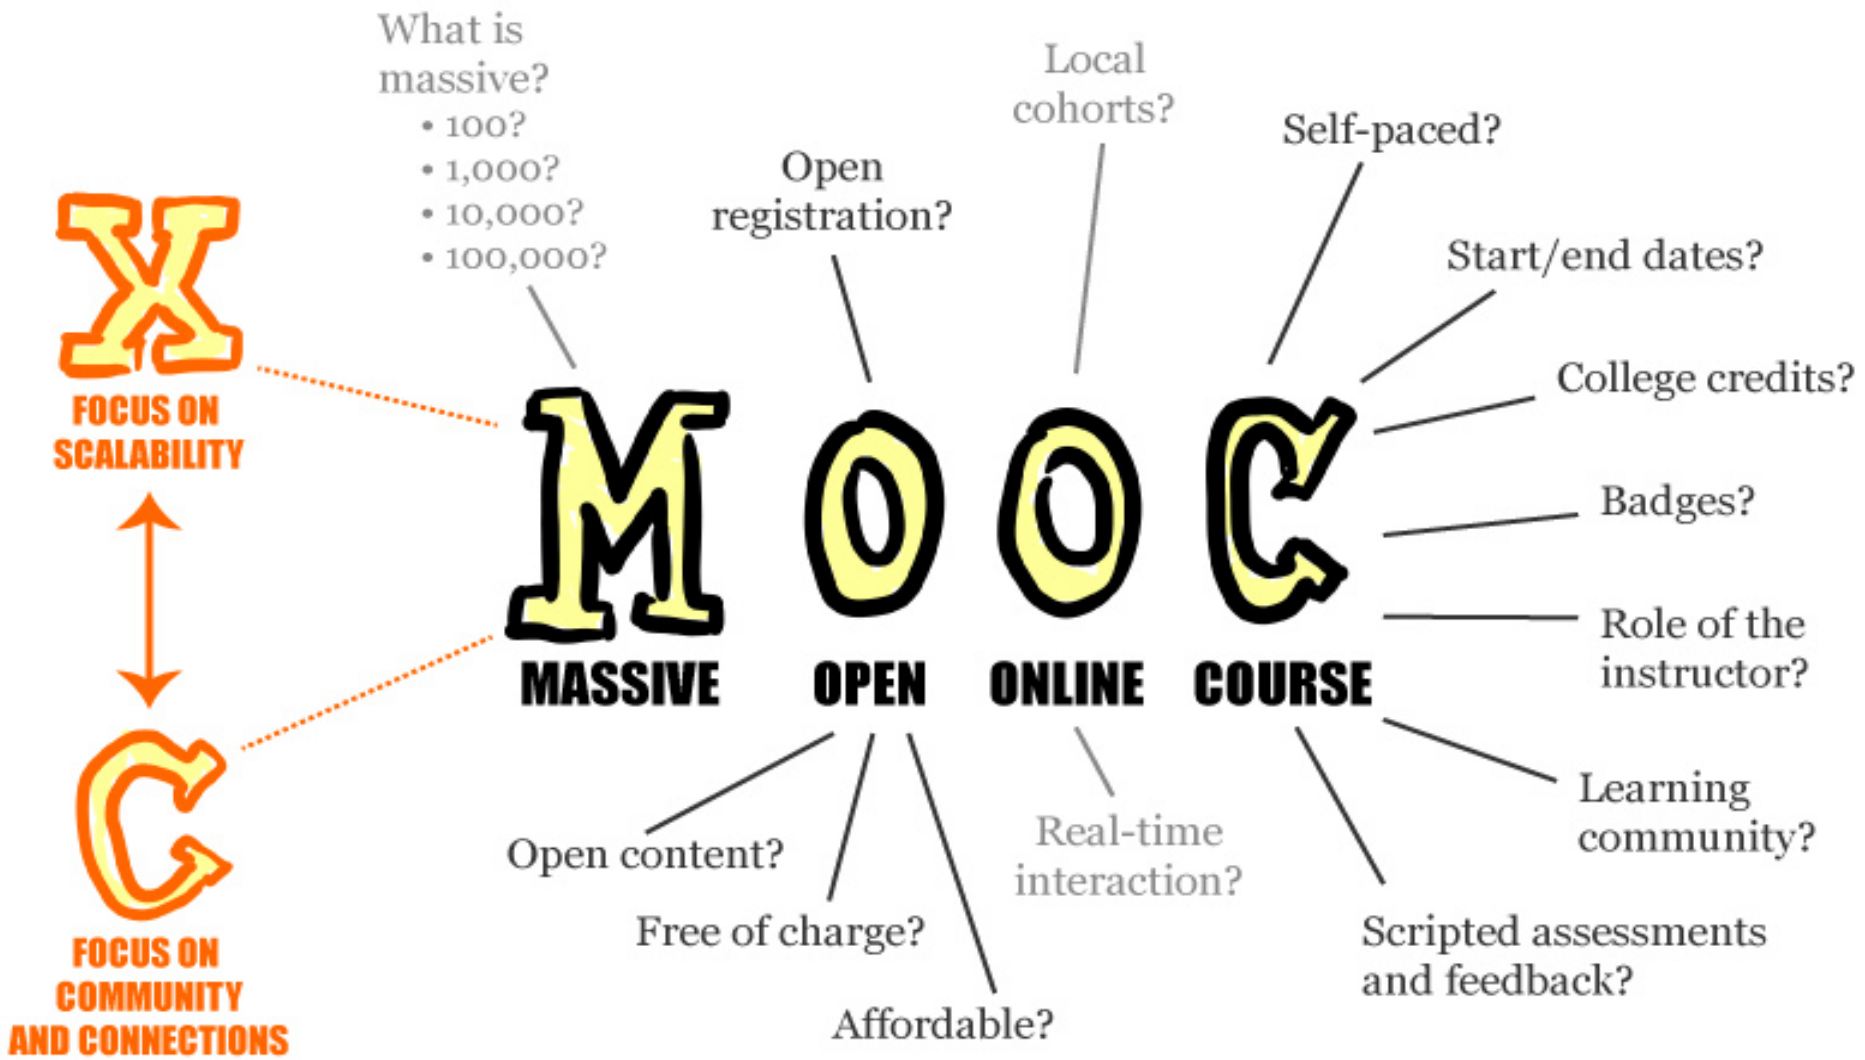 What is
massive?
• 100?
• 1,000?
• 10,000?
• 100,000?
Open
registration?
Local
cohorts?
Self-paced?
Start/end dates?
College credits?
Badges?
Role of the
instructor?
Learning
community?
Scripted assessments
and feedback?
X
FOCUS ON
SCALABILITY
C
FOCUS ON
COMMUNITY
AND CONNECTIONS
MOOC
MASSIVE OPEN ONLINE COURSE
Open content?
Free of charge?
Affordable?
Real-time
interaction?